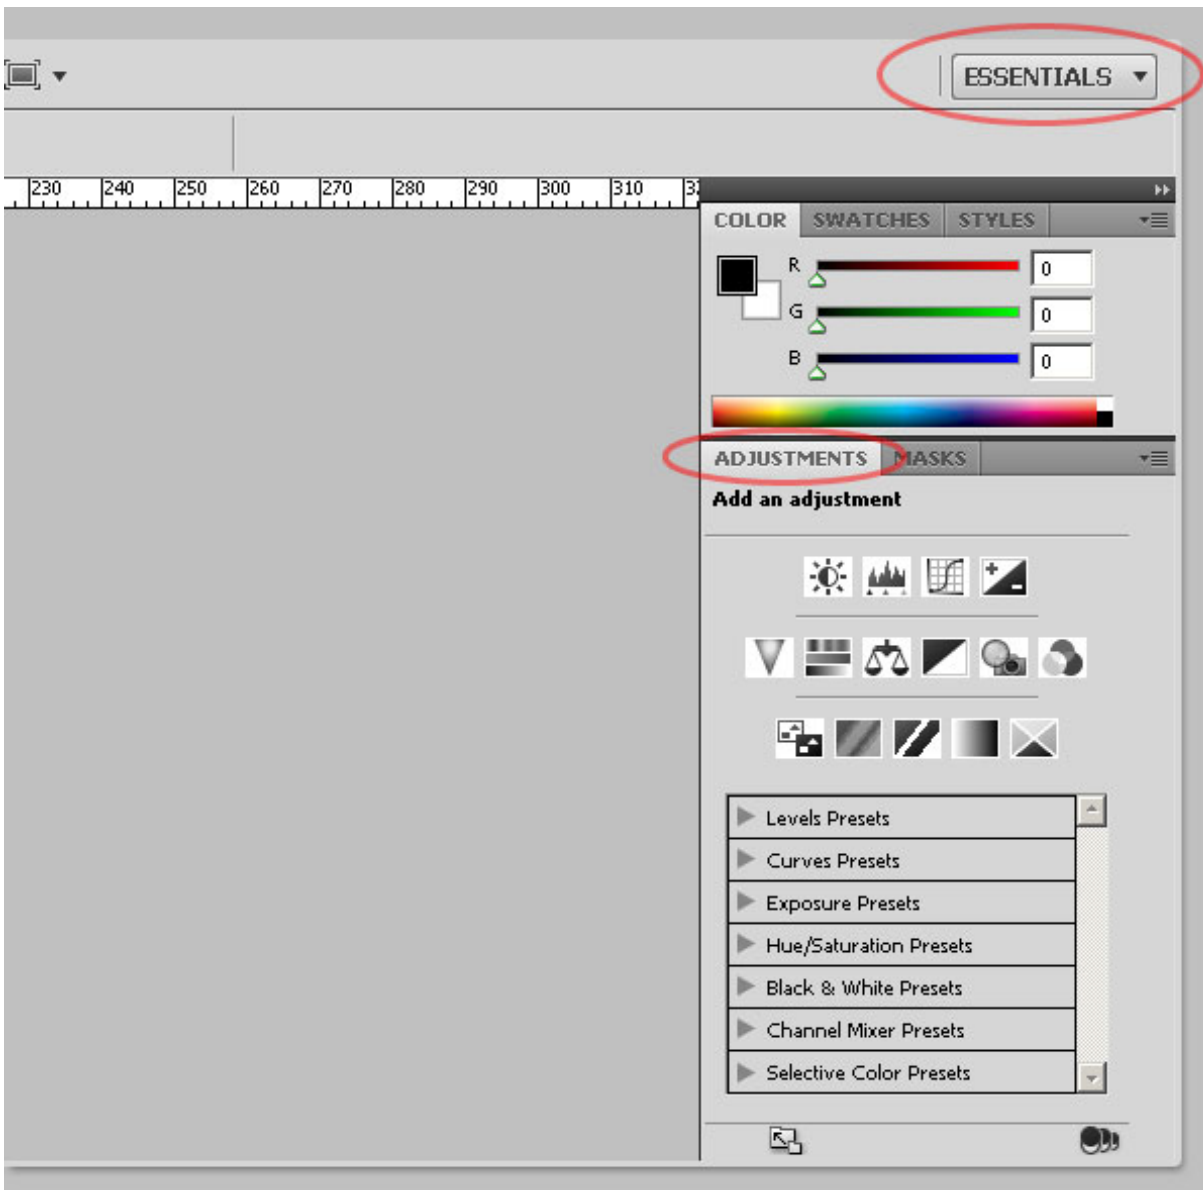 ESSENTIALS
230 240 250 260 270 280 290 300 310
COLOR SWATCHES STYLES
R 0
G 0
B 0
ADJUSTMENTS MASKS
Add an adjustment
Levels Presets
Curves Presets
Exposure Presets
Hue/Saturation Presets
Black & White Presets
Channel Mixer Presets
Selective Color Presets